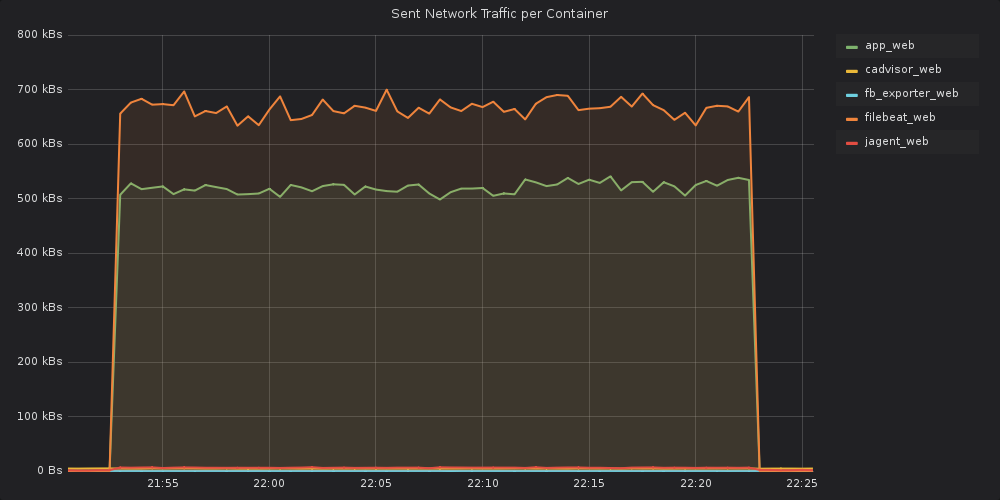 Sent Network Traffic per Container
800 kBs
700 kBs
600 kBs
500 kBs
400 kBs
300 kBs
200 kBs
100 kBs
0 Bs
21:55
22:00
22:05
22:10
22:15
22:20
22:25
app_web
cadvisor_web
fb_exporter_web
filebeat_web
jagent_web